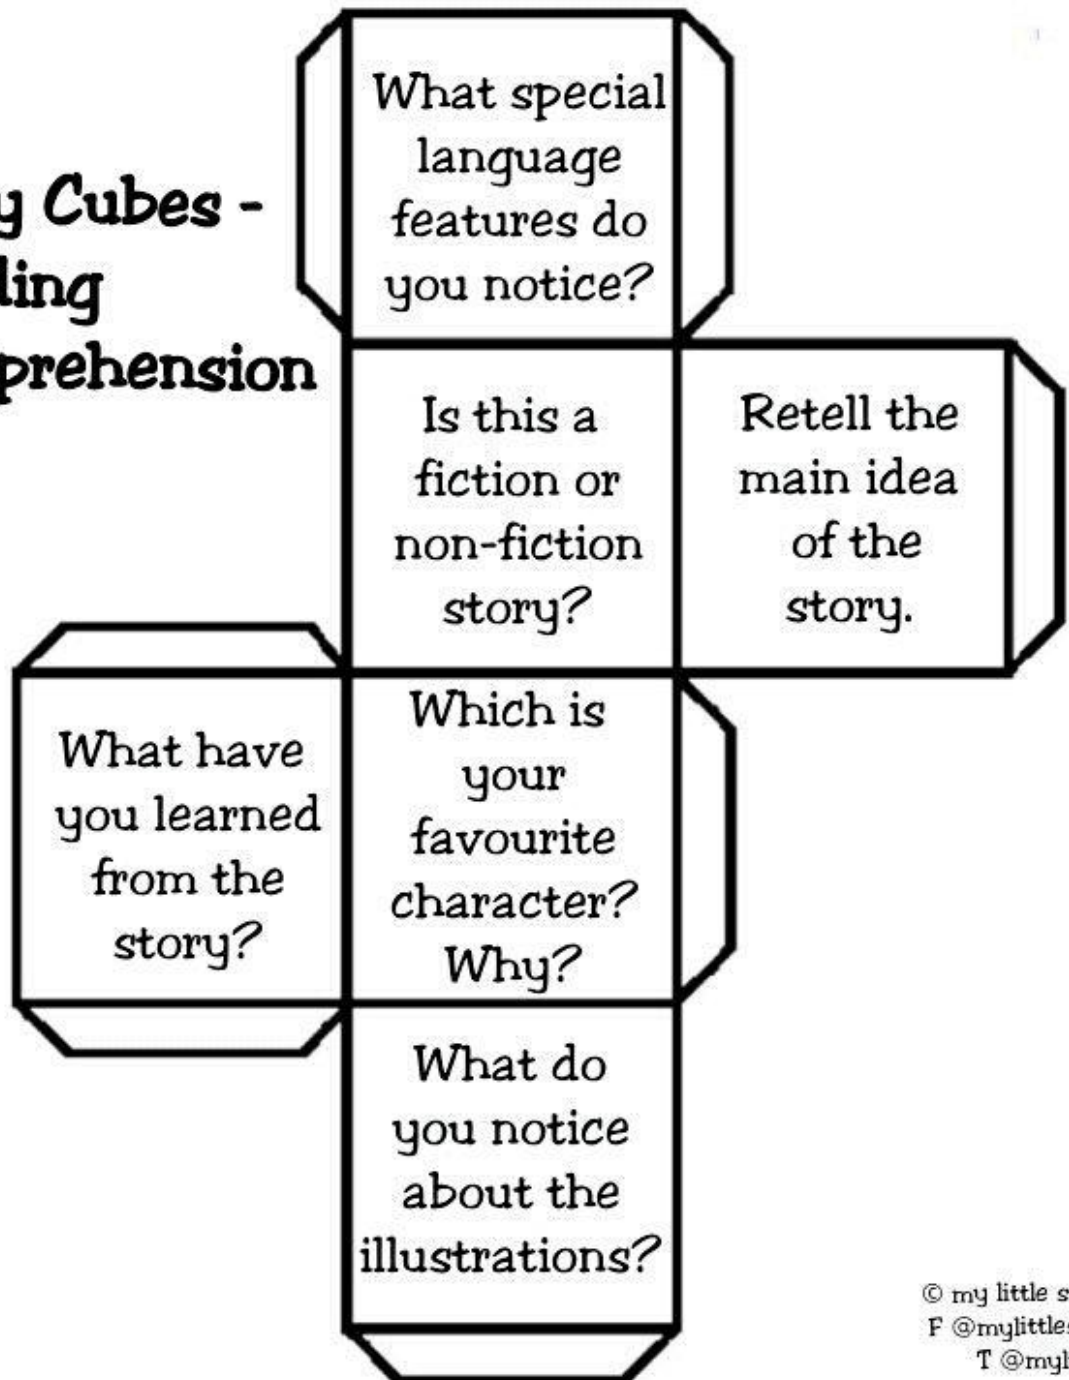 y Cubes -
ling
prehension
What special
language
features do
you notice?
Is this a
fiction or
non-fiction
story?
Retell the
main idea
of the
story.
What have
you learned
from the
story?
Which is
your
favourite
character?
Why?
What do
you notice
about the
illustrations?
© my little s
F @mylittles
T @myl